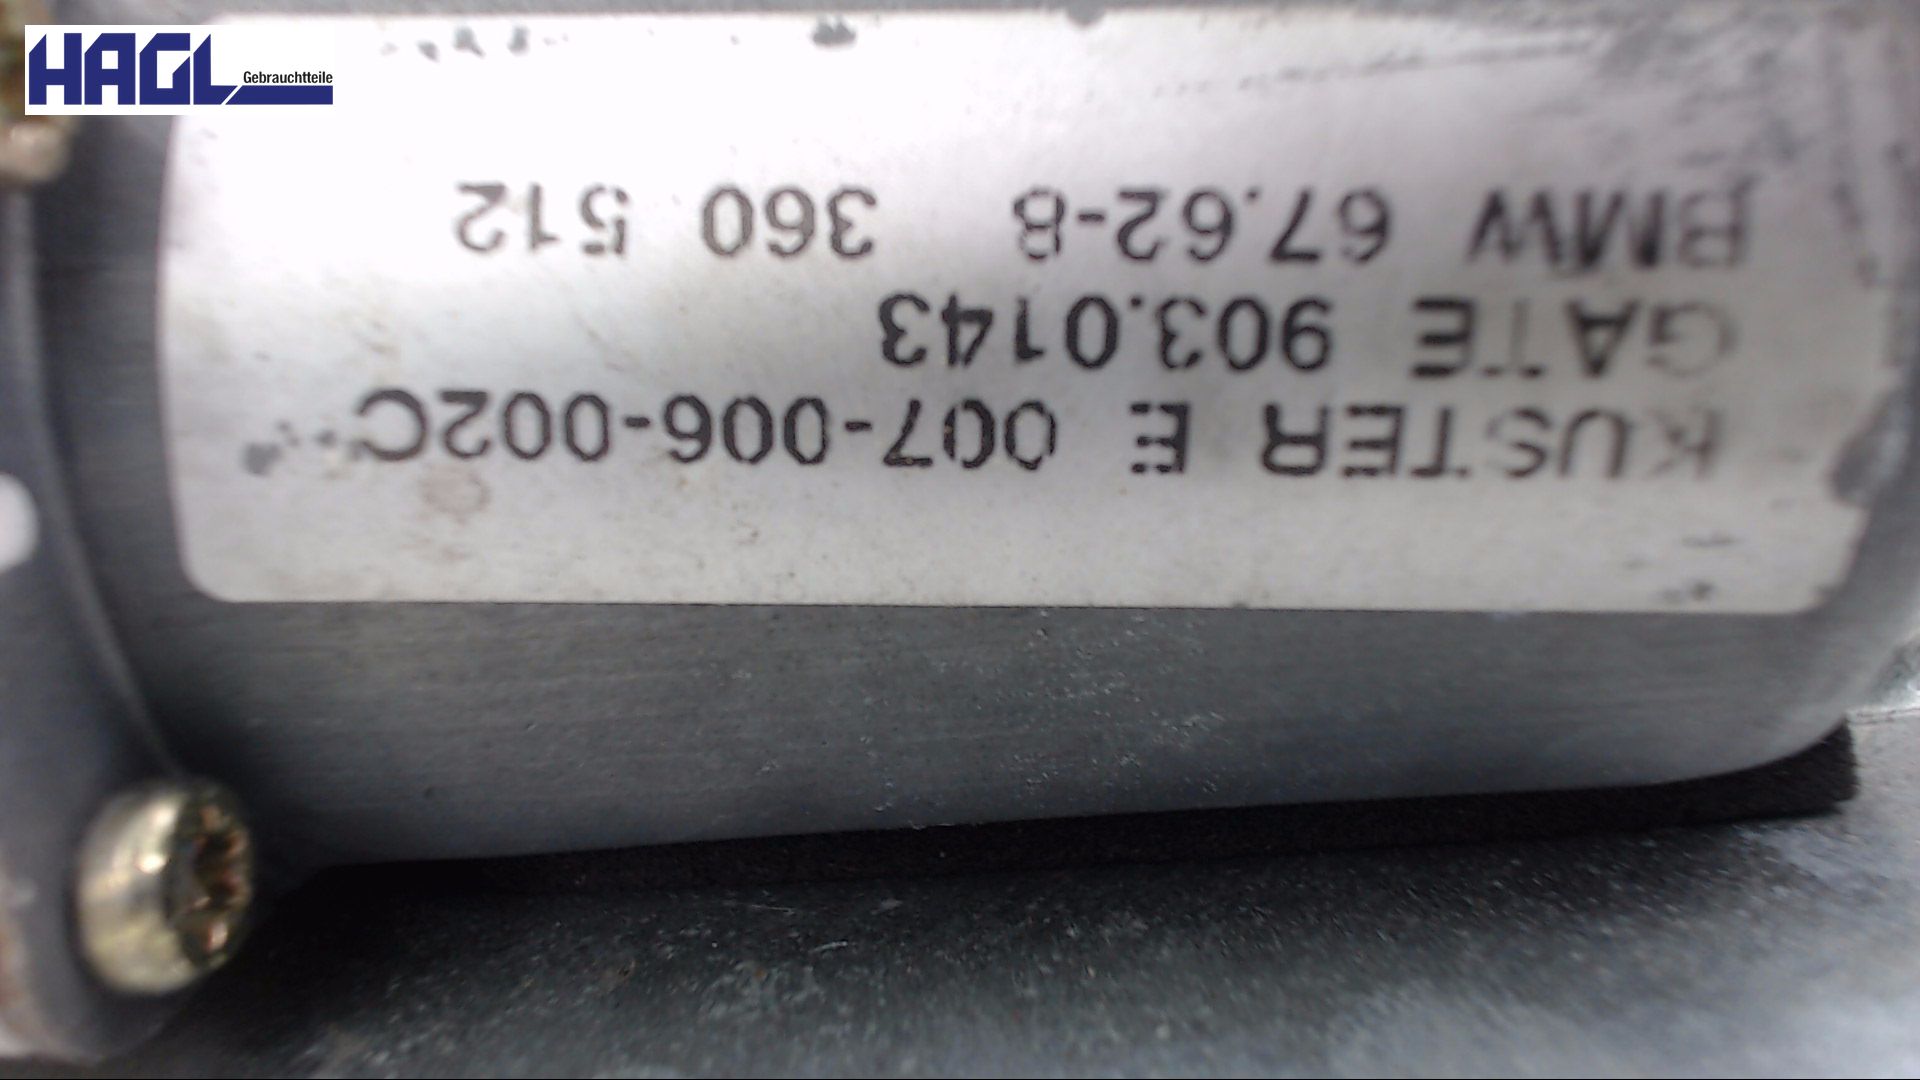 HAGL Gebrauchtteile
KUSTER E 007-006-002C
GATE 903.0143
BMW 67.62-8 360 512